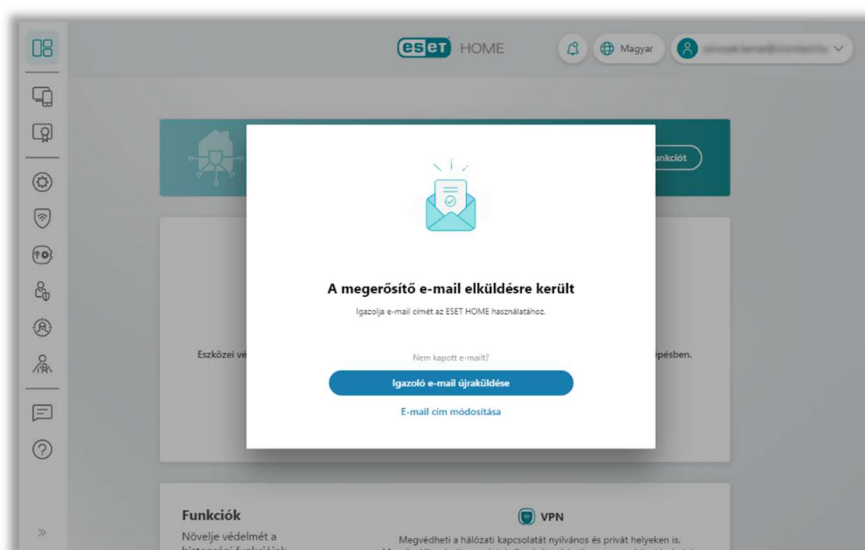 eset HOME
Magyar
unkciót
A megerősítő e-mail elküldésre került
Igazolja e-mail címét az ESET HOME használatához.
Eszközei ve
épésben.
Nem kapott e-mailt?
Igazoló e-mail újraküldése
E-mail cím módosítása
Funkciók
Növelje védelmét a
VPN
Megvédheti a hálózati kapcsolatát nyilvános és privát helyeken is.